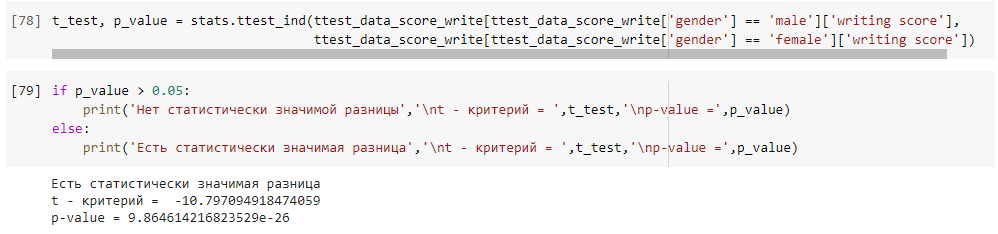 [78] t_test, p_value = stats.ttest_ind(ttest_data_score_write[ttest_data_score_write['gender'] == 'male']['writing score'],
ttest_data_score_write[ttest_data_score_write['gender'] == 'female']['writing score'])
[79] if p_value > 0.05:
print('Нет статистически значимой разницы','\nt - критерий = ',t_test,'\np-value =',p_value)
else:
print('Есть статистически значимая разница','\nt - критерий = ',t_test,'\np-value =',p_value)
Есть статистически значимая разница
t - критерий =  -10.797094918474059
p-value = 9.864614216823529e-26